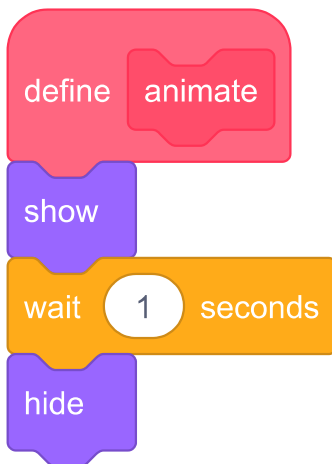 define animate
show
wait 1 seconds
hide